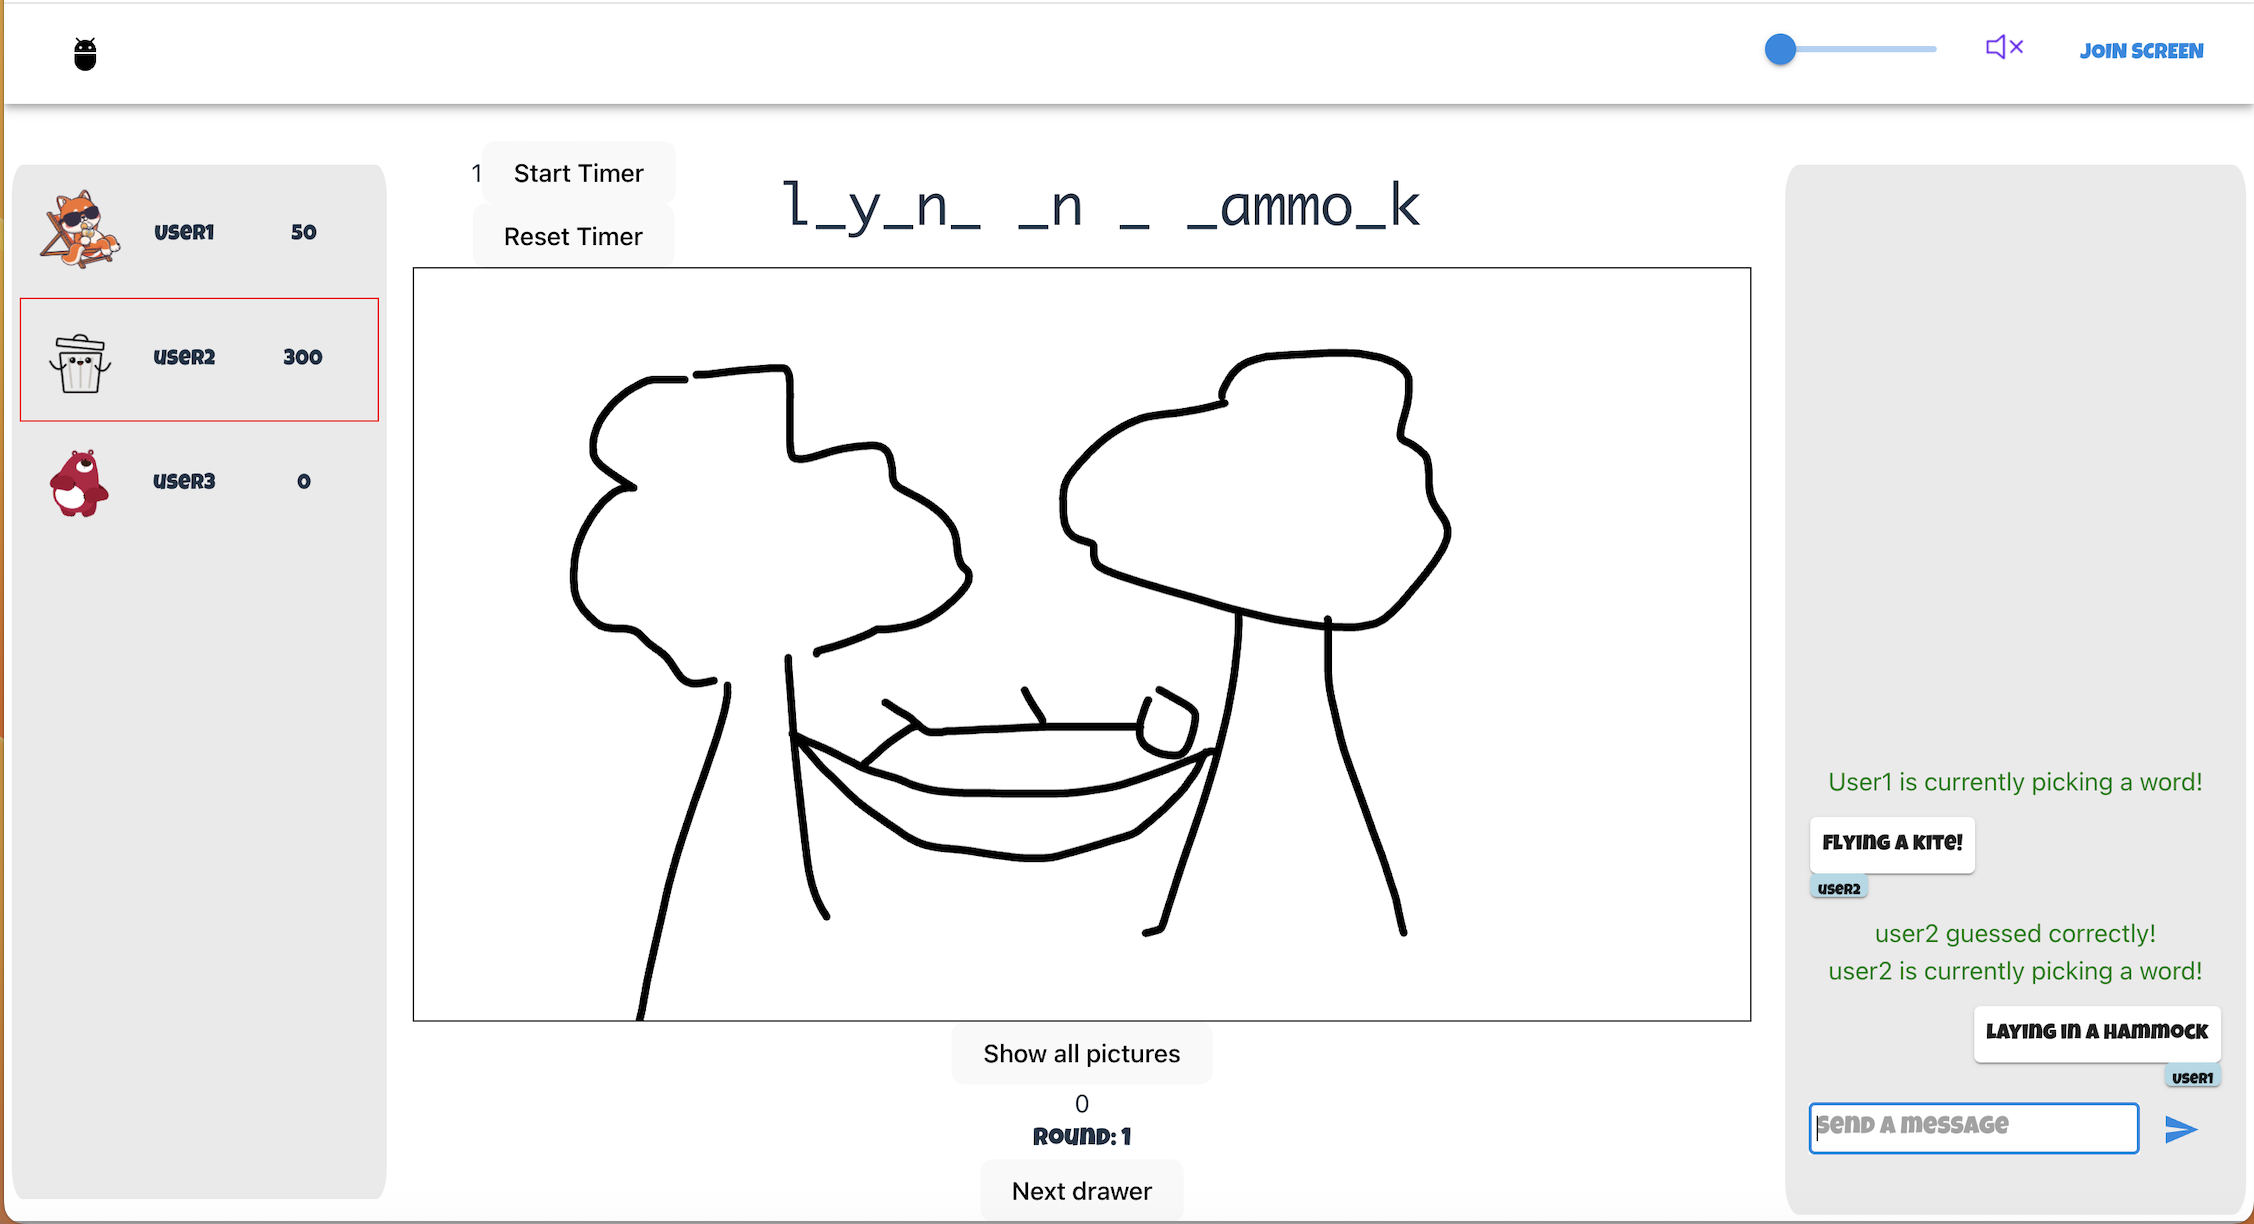 JOIN SCREEN
1 Start Timer
Reset Timer
l_y_n_ _n _ _ammo_k
user1 50
user2 300
user3 0
User1 is currently picking a word!
FLYING A KITE!
user2
user2 guessed correctly!
user2 is currently picking a word!
LAYING IN A HAMMOCK
user1
SEND A MESSAGE
Show all pictures
0
ROUND: 1
Next drawer